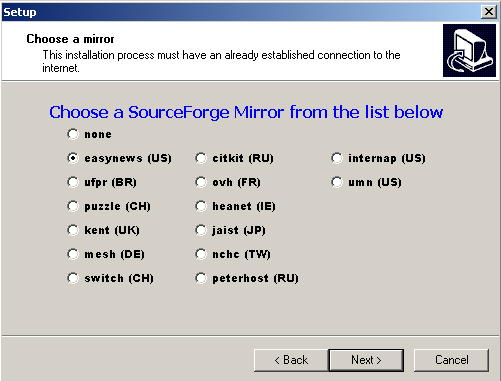 Setup
Choose a mirror
This installation process must have an already established connection to the
internet.
Choose a SourceForge Mirror from the list below
none
easynews (US) citkit (RU) internap (US)
ufpr (BR) ovh (FR) umn (US)
puzzle (CH) heanet (IE)
kent (UK) jaist (JP)
mesh (DE) nchc (TW)
switch (CH) peterhost (RU)
< Back Next > Cancel